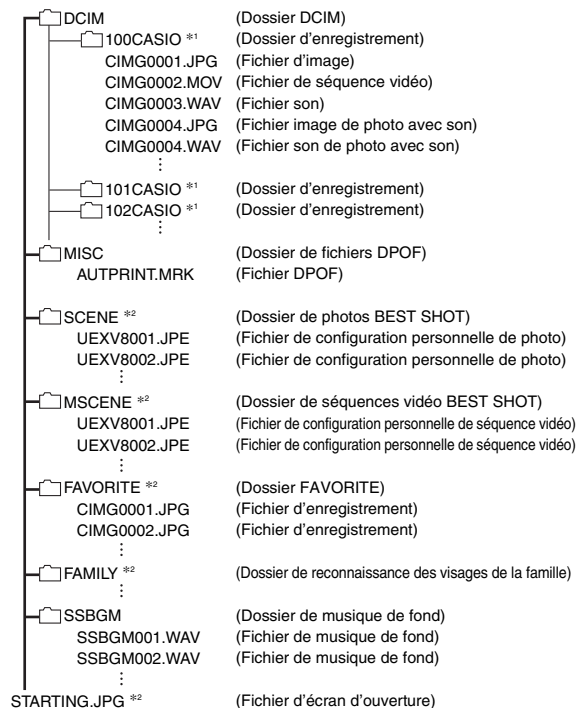 DCIM (Dossier DCIM)
100CASIO *1 (Dossier d'enregistrement)
CIMG0001.JPG (Fichier d'image)
CIMG0002.MOV (Fichier de séquence vidéo)
CIMG0003.WAV (Fichier son)
CIMG0004.JPG (Fichier image de photo avec son)
CIMG0004.WAV (Fichier son de photo avec son)
101CASIO *1 (Dossier d'enregistrement)
102CASIO *1 (Dossier d'enregistrement)
MISC (Dossier de fichiers DPOF)
AUTPRINT.MRK (Fichier DPOF)
SCENE *2 (Dossier de photos BEST SHOT)
UEXV8001.JPE (Fichier de configuration personnelle de photo)
UEXV8002.JPE (Fichier de configuration personnelle de photo)
MSCENE *2 (Dossier de séquences vidéo BEST SHOT)
UEXV8001.JPE (Fichier de configuration personnelle de séquence vidéo)
UEXV8002.JPE (Fichier de configuration personnelle de séquence vidéo)
FAVORITE *2 (Dossier FAVORITE)
CIMG0001.JPG (Fichier d'enregistrement)
CIMG0002.JPG (Fichier d'enregistrement)
FAMILY *2 (Dossier de reconnaissance des visages de la famille)
SSBGM (Dossier de musique de fond)
SSBGM001.WAV (Fichier de musique de fond)
SSBGM002.WAV (Fichier de musique de fond)
STARTING.JPG *2 (Fichier d'écran d'ouverture)